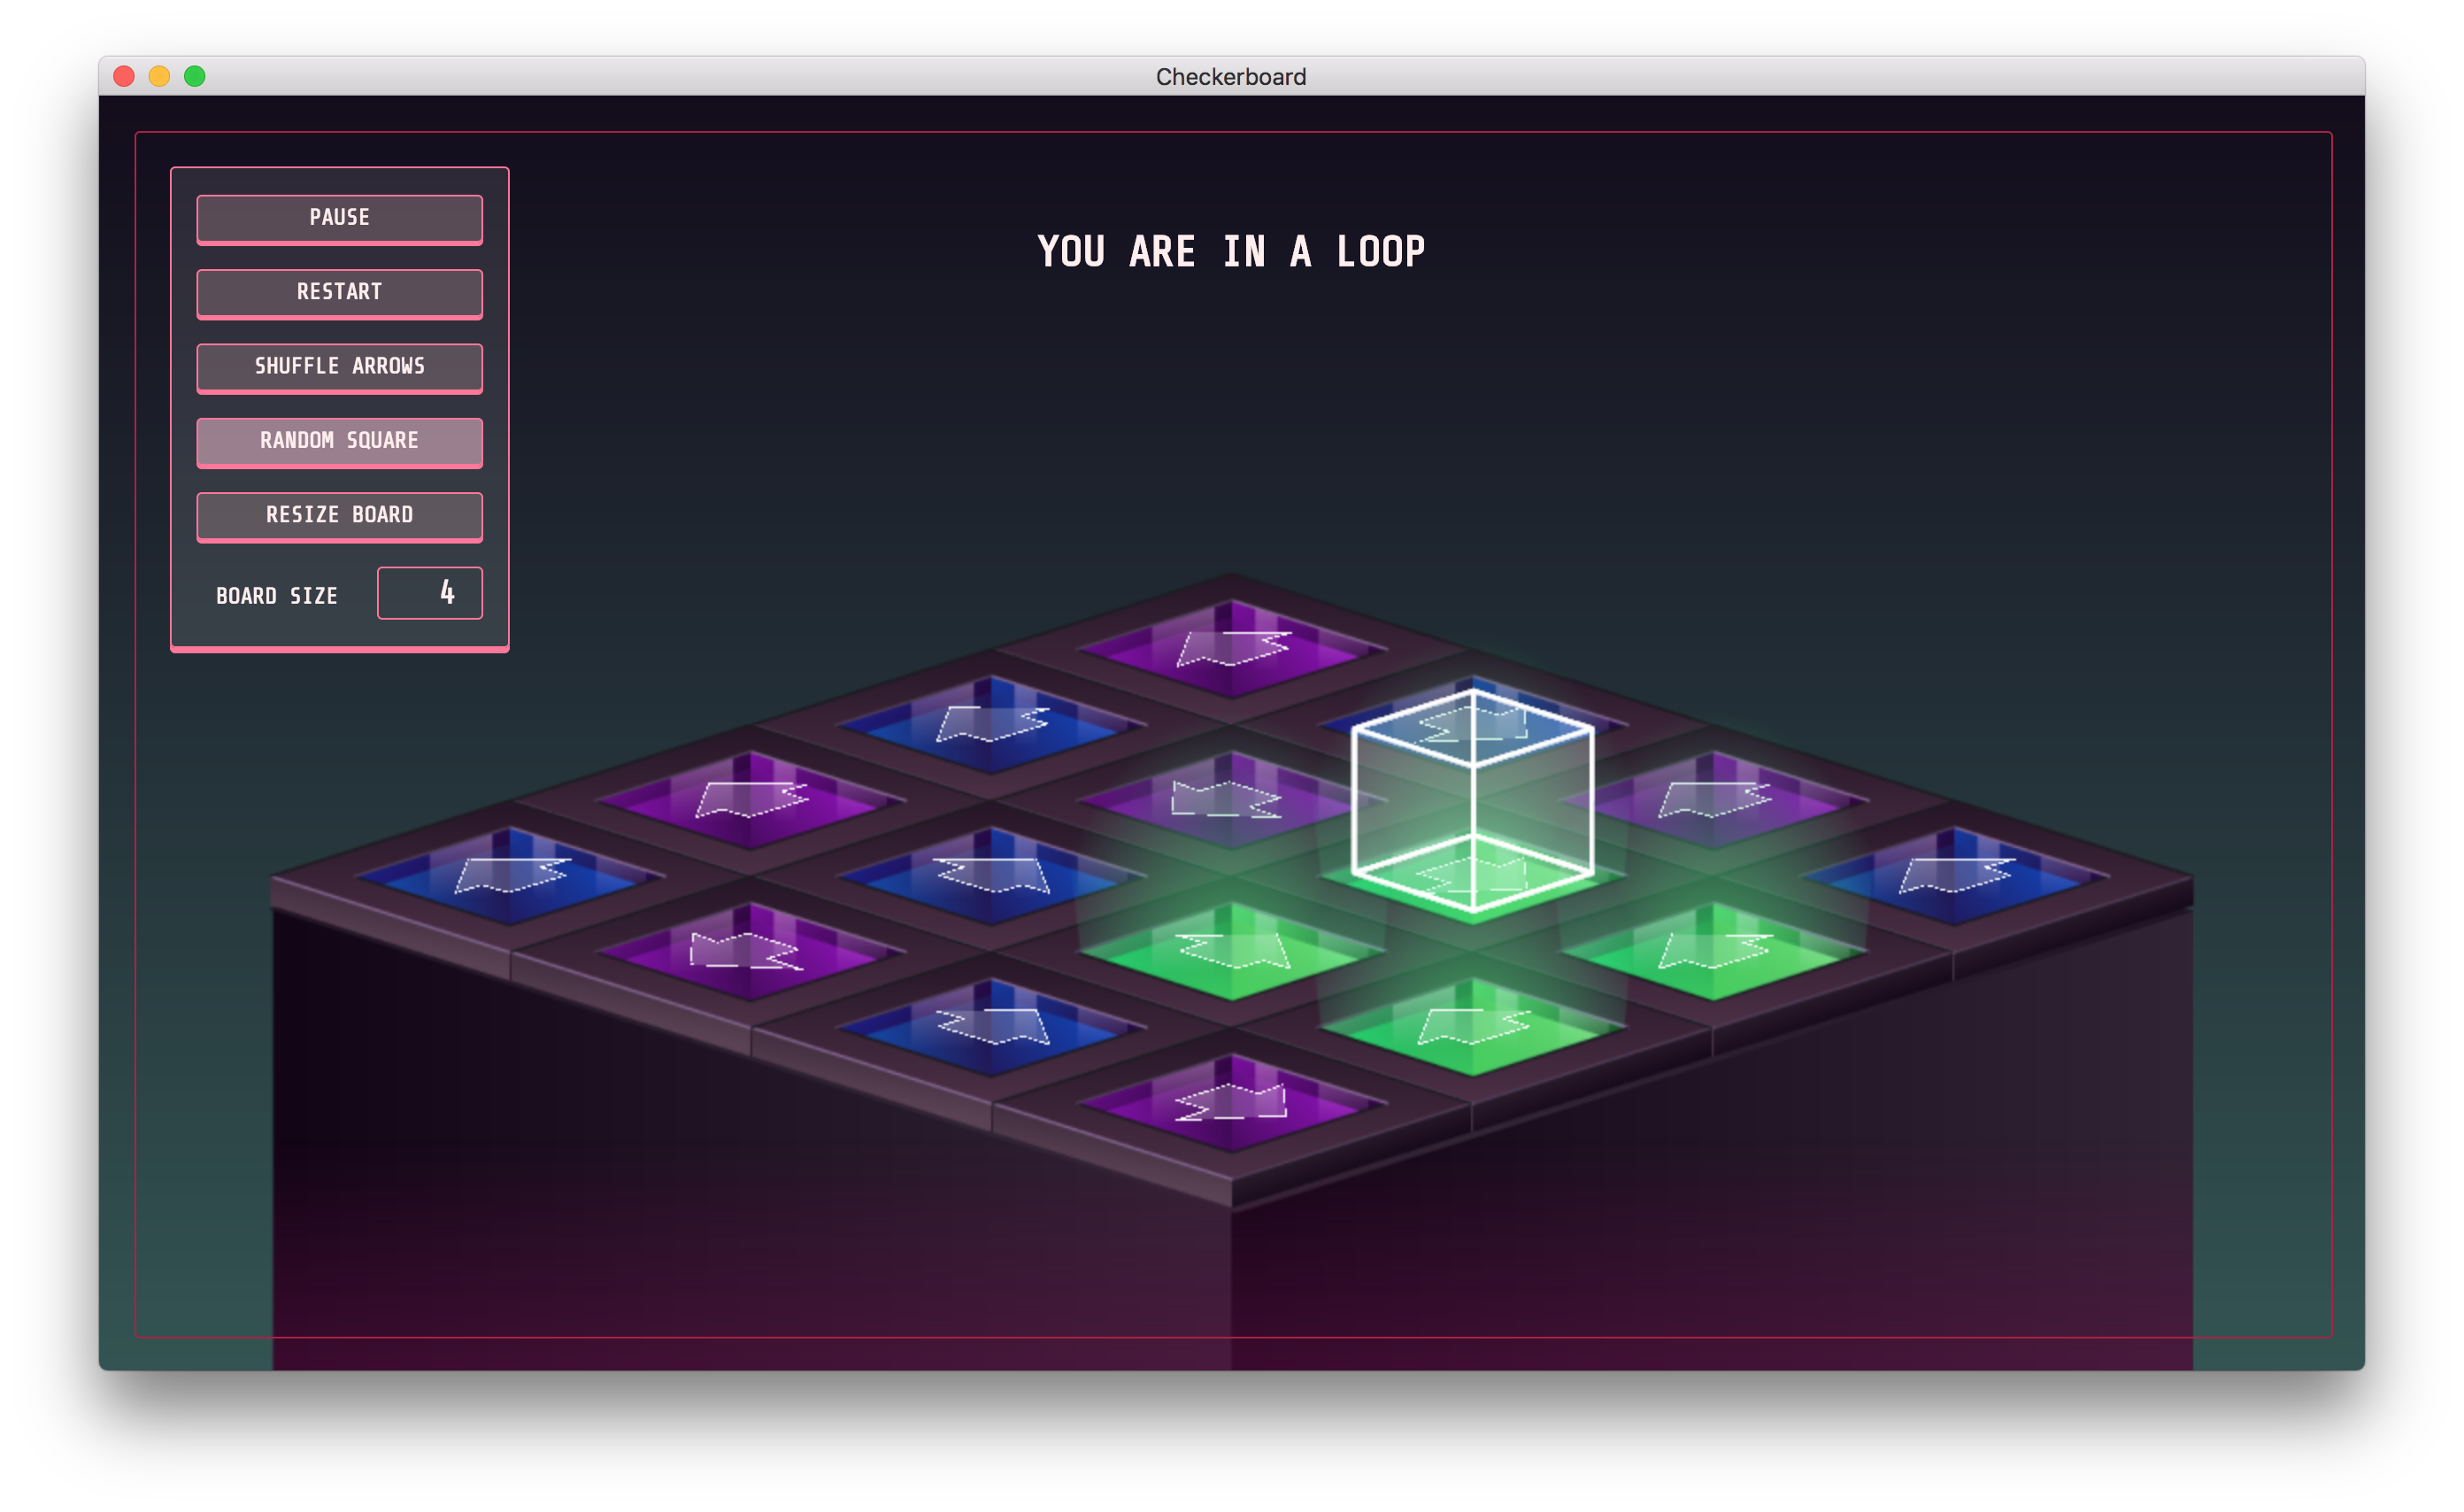 Checkerboard
PAUSE
RESTART
SHUFFLE ARROWS
RANDOM SQUARE
RESIZE BOARD
BOARD SIZE 4
YOU ARE IN A LOOP